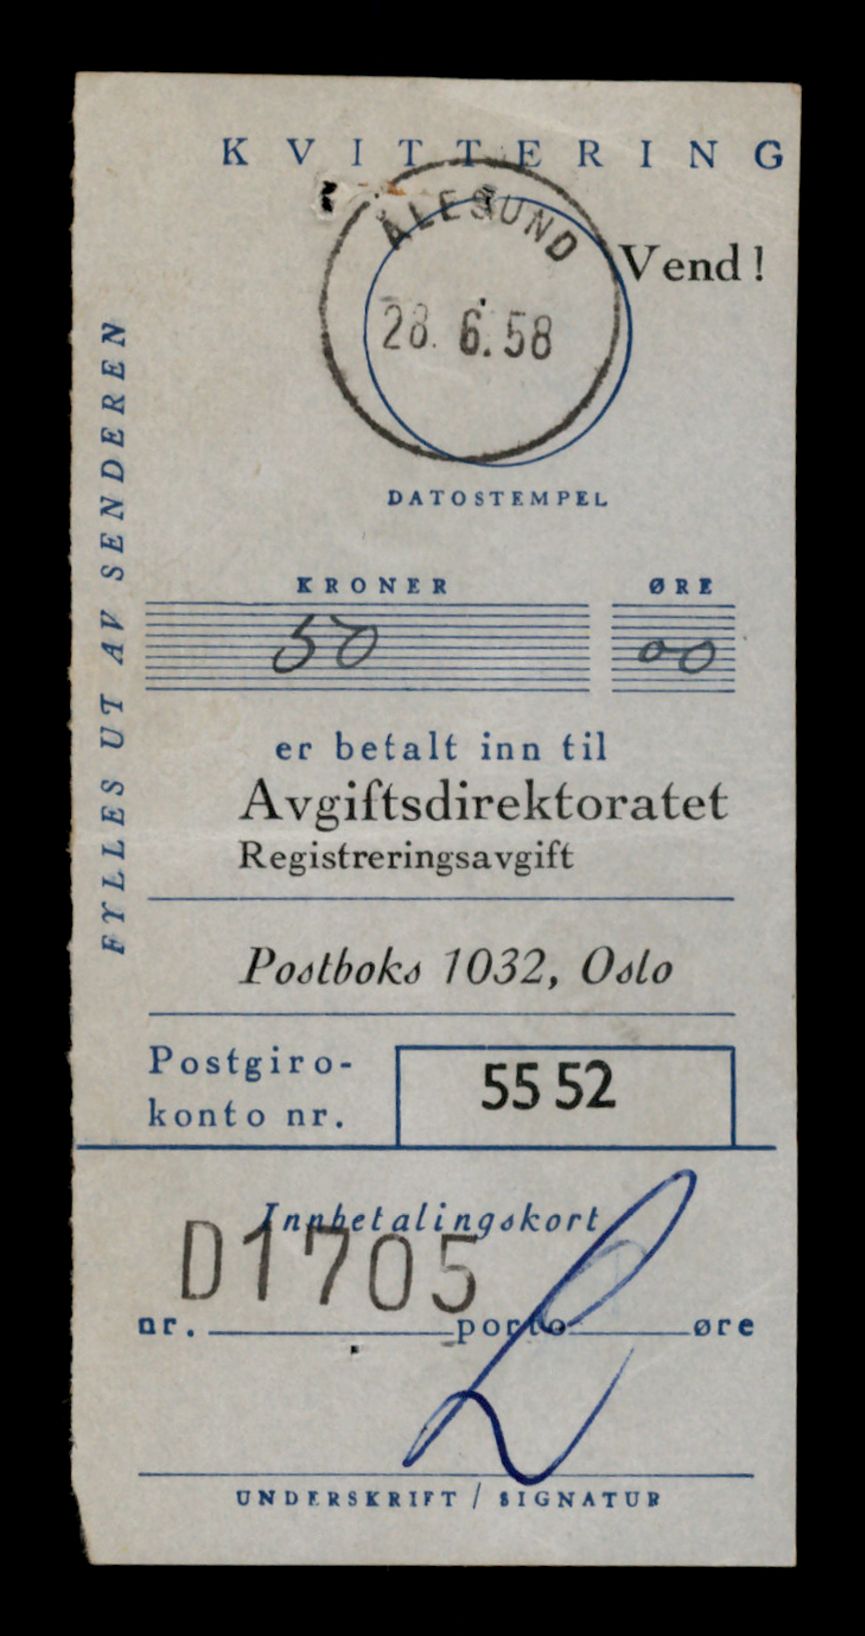 KVITTERING
ÅLESUND
Vend!
28. 6. 58
DATOSTEMPEL
FYLLES UT AV SENDEREN
KRONER ØRE
50 00
er betalt inn til
Avgiftsdirektoratet
Registreringsavgift
Postboks 1032, Oslo
Postgiro-
konto nr. 55 52
Innbetalingskort
D1705
nr. porto øre
UNDERSKRIFT / SIGNATUR